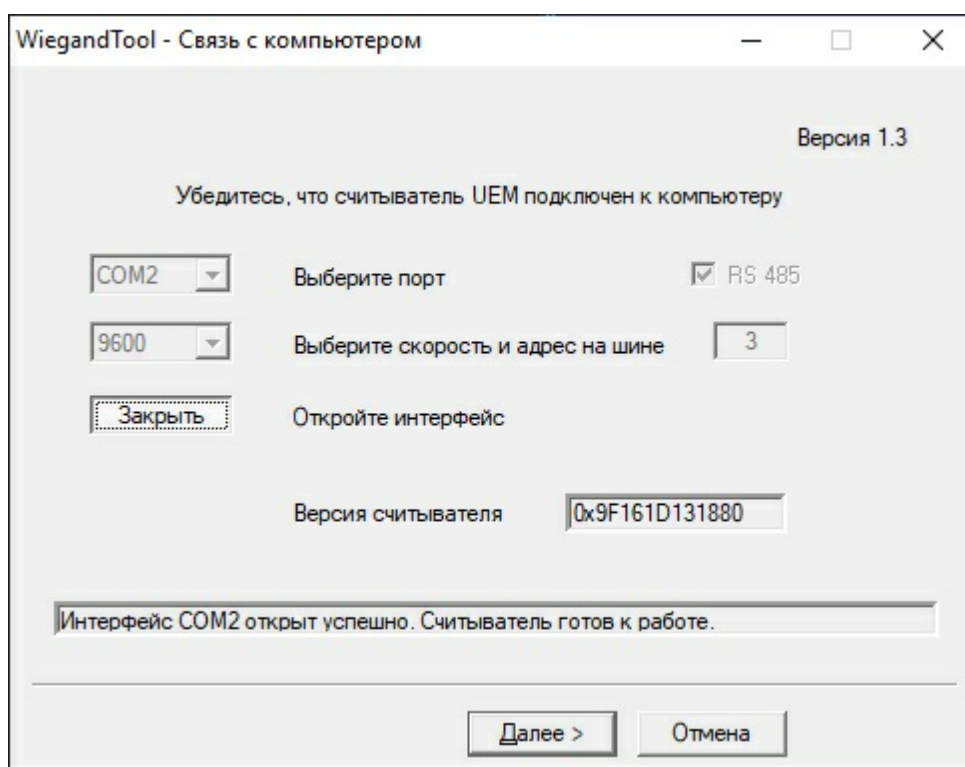 WiegandTool - Связь с компьютером
Версия 1.3
Убедитесь, что считыватель UEM подключен к компьютеру
COM2 Выберите порт RS 485
9600 Выберите скорость и адрес на шине 3
Закрыть Откройте интерфейс
Версия считывателя 0x9F161D131880
Интерфейс COM2 открыт успешно. Считыватель готов к работе.
Далее > Отмена